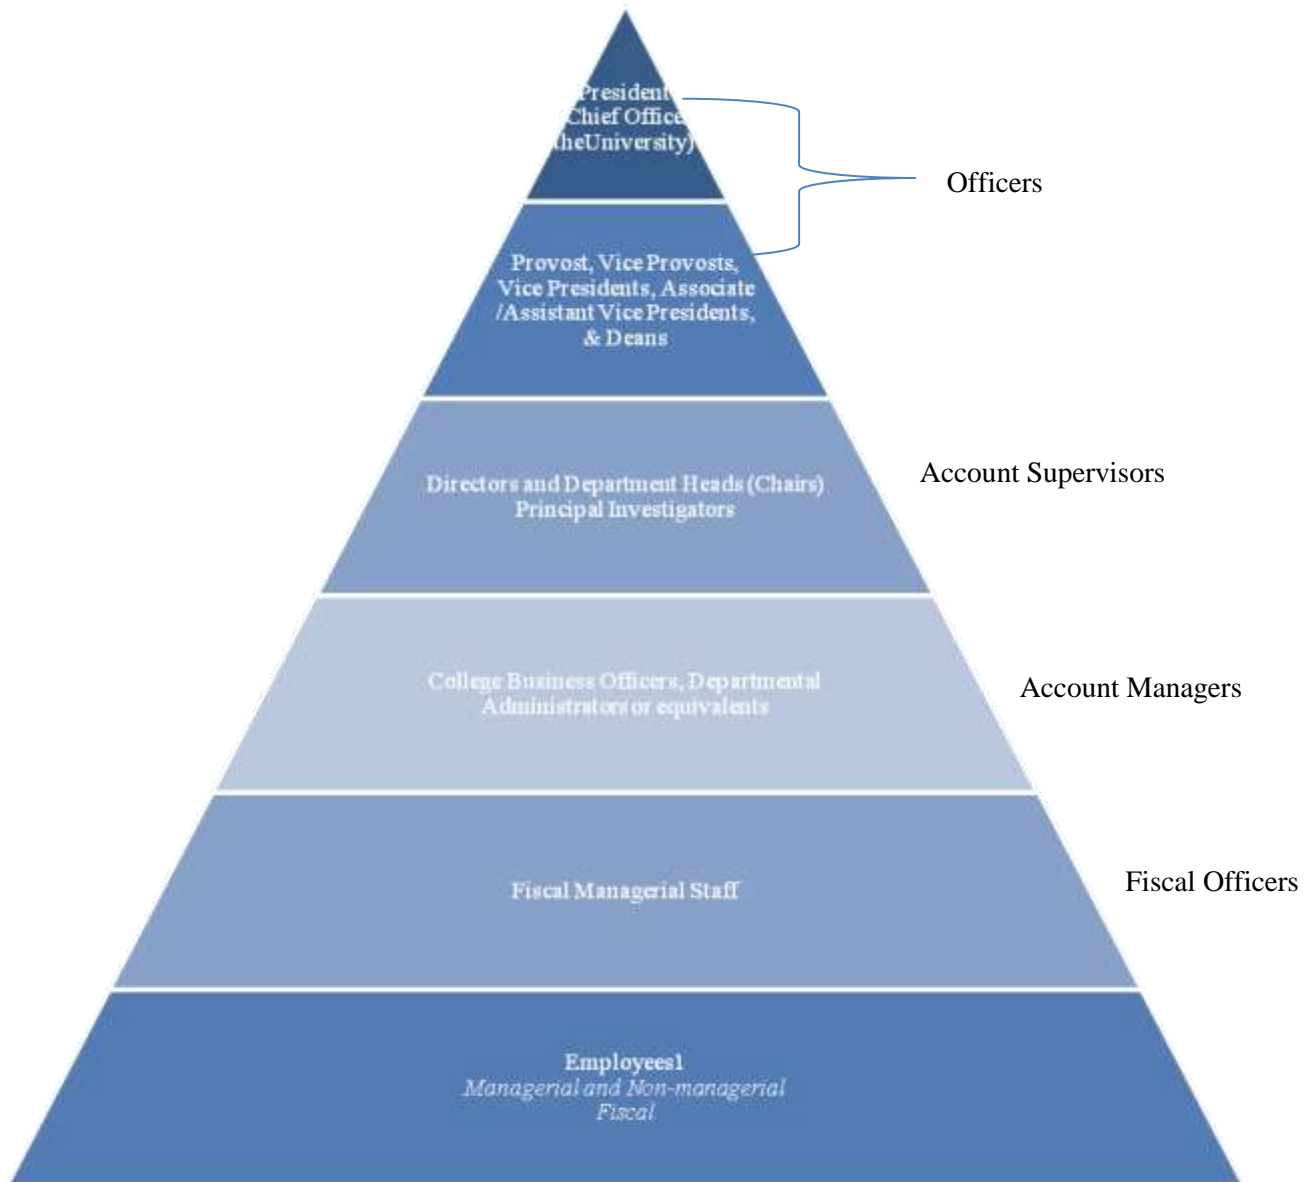 President
(Chief Office
theUniversity)
Officers
Provost, Vice Provosts,
Vice Presidents, Associate
/Assistant Vice Presidents,
& Deans
Account Supervisors
Directors and Department Heads (Chairs)
Principal Investigators
Account Managers
College Business Officers, Departmental
Administrators or equivalents
Fiscal Officers
Fiscal Managerial Staff
Employees1
Managerial and Non-managerial
Fiscal